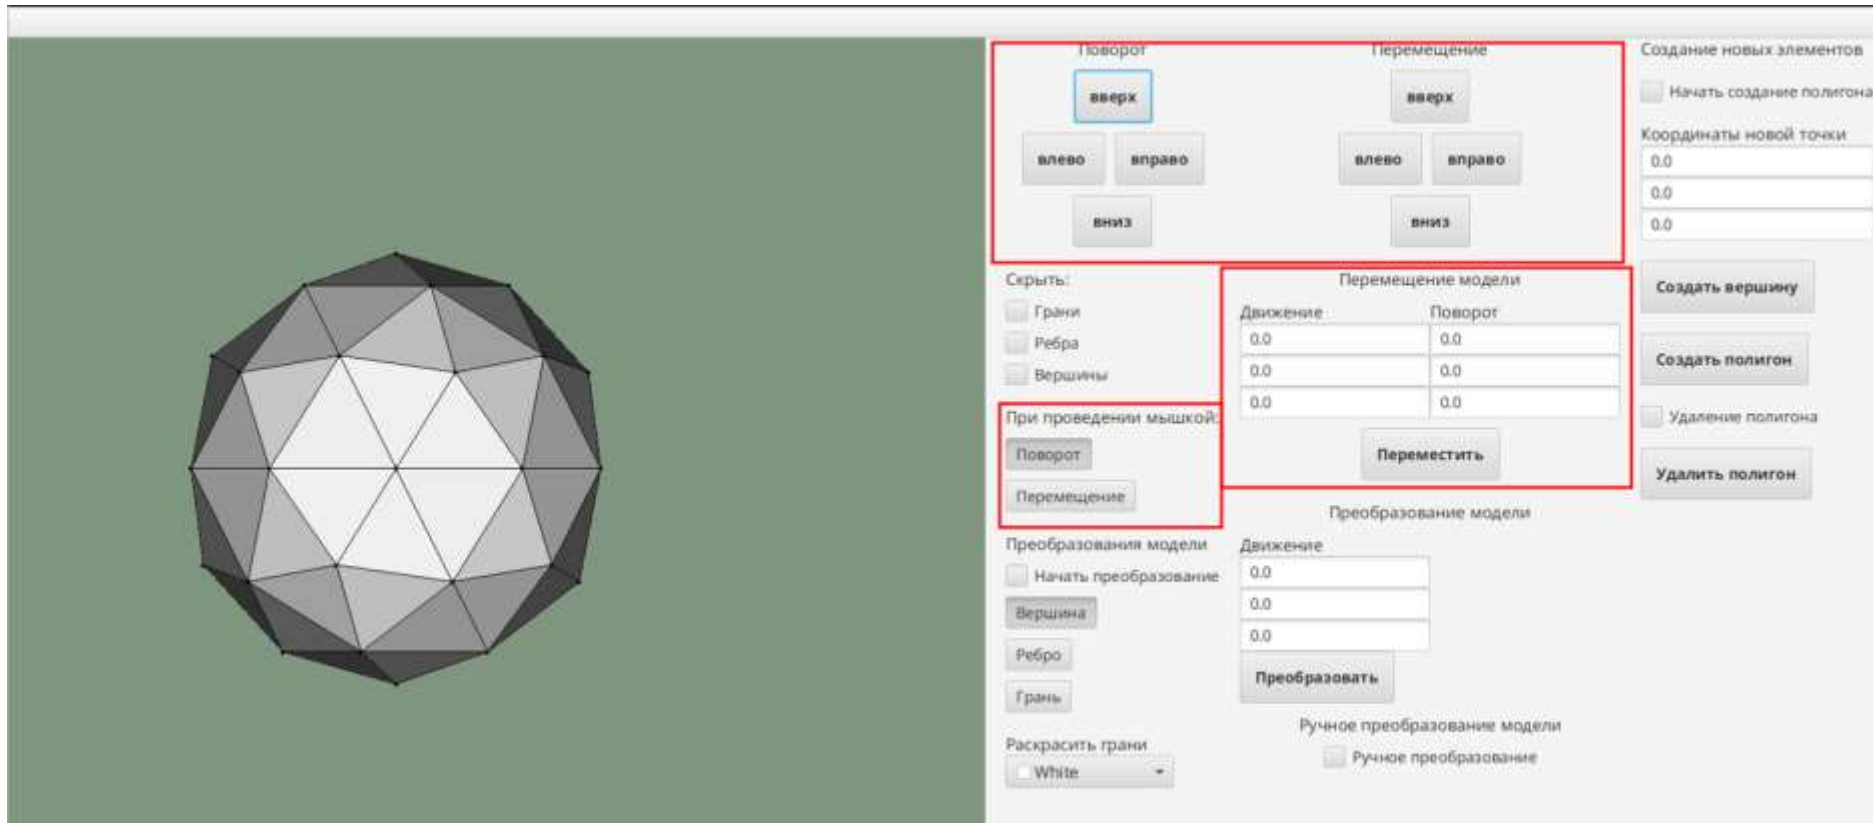 Поворот
вверх
влево вправо
вниз
Перемещение
вверх
влево вправо
вниз
Скрыть:
Грани
Ребра
Вершины
При проведении мышкой:
Поворот
Перемещение
Перемещение модели
Движение Поворот
0.0 0.0
0.0 0.0
0.0 0.0
Переместить
Преобразования модели
Начать преобразование
Вершина
Ребро
Грань
Раскрасить грани
White
Преобразование модели
Движение
0.0
0.0
0.0
Преобразовать
Ручное преобразование модели
Ручное преобразование
Создание новых элементов
Начать создание полигона
Координаты новой точки
0.0
0.0
0.0
Создать вершину
Создать полигон
Удаление полигона
Удалить полигон